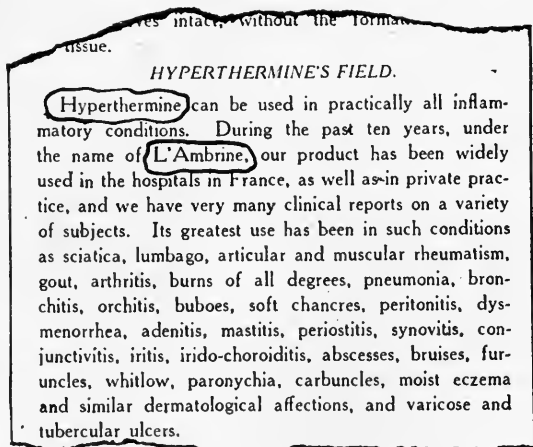 intact, without the
tissue.
HYPERTHERMINE'S FIELD.
Hyperthermine can be used in practically all inflam-
matory conditions. During the past ten years, under
the name of L'Ambrine, our product has been widely
used in the hospitals in France, as well as in private prac-
tice, and we have very many clinical reports on a variety
of subjects. Its greatest use has been in such conditions
as sciatica, lumbago, articular and muscular rheumatism,
gout, arthritis, burns of all degrees, pneumonia, bron-
chitis, orchitis, buboes, soft chancres, peritonitis, dys-
menorrhea, adenitis, mastitis, periostitis, synovitis, con-
junctivitis, iritis, irido-choroiditis, abscesses, bruises, fur-
uncles, whitlow, paronychia, carbuncles, moist eczema
and similar dermatological affections, and varicose and
tubercular ulcers.